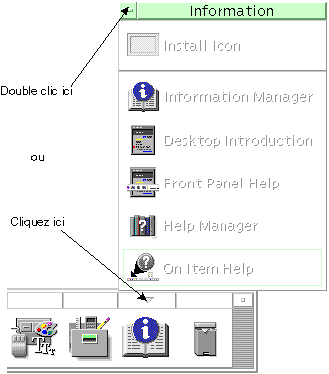 Information
Install Icon
Double clic ici
Information Manager
Desktop Introduction
ou
Front Panel Help
Cliquez ici
Help Manager
On Item Help